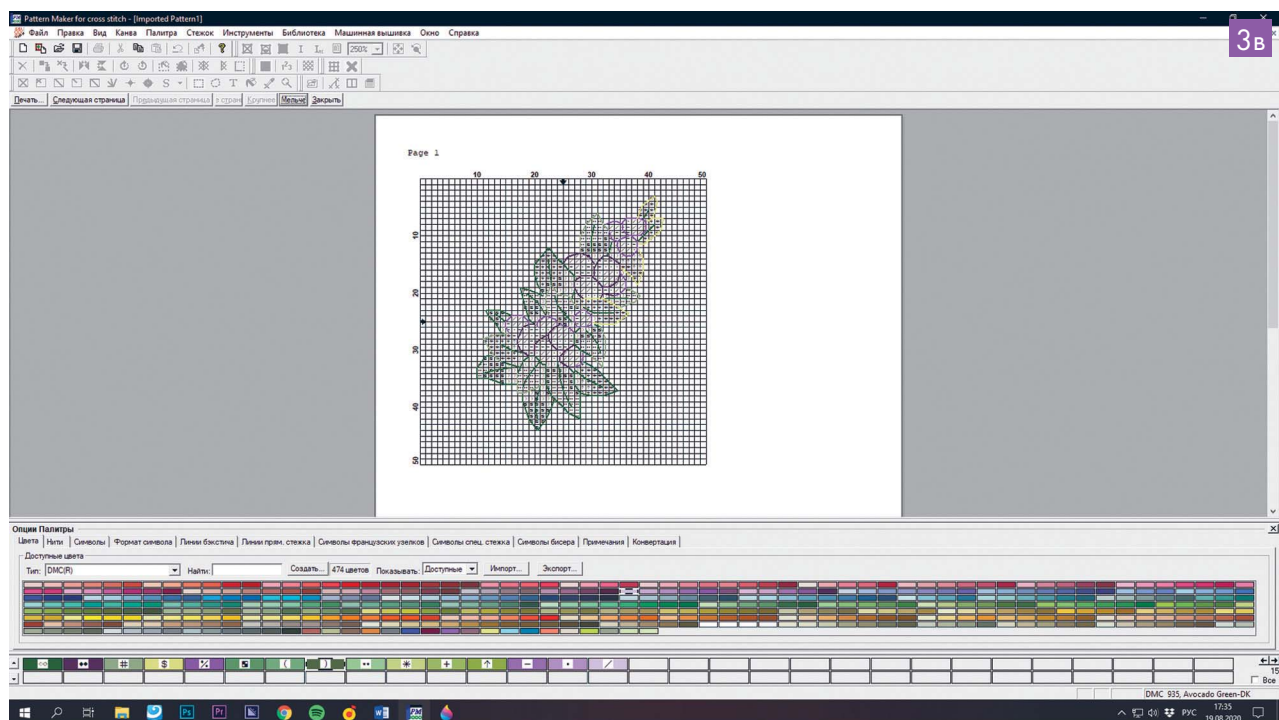 Pattern Maker for cross stitch - [Imported Pattern1]
3в
Файл Правка Вид Канва Палитра Стежок Инструменты Библиотека Машинная вышивка Окно Справка
250%
Печать... Следующая страница Предыдущая страница Крупнее Мельче Закрыть
Page 1
10 20 30 40 50
10
20
30
40
50
Опции Палитры
Цвета Нити Символы Формат символа Линии бэкстича Линии прям. стежка Символы французских узелков Символы спец. стежка Символы бисера Примечания Конвертация
Доступные цвета
Тип: DMC(R) Найти: Создать... 474 цветов Показывать: Доступные Импорт... Экспорт...
15
Все
DMC 935, Avocado Green-DK
17:35
РУС
19.08.2020